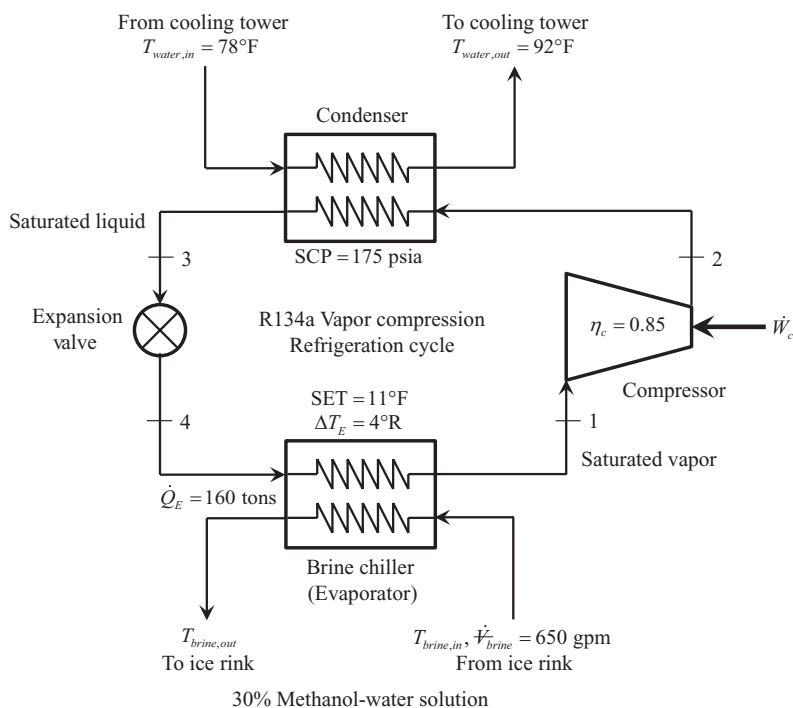 From cooling tower
T_water,in = 78°F
To cooling tower
T_water,out = 92°F
Condenser
Saturated liquid
3
SCP = 175 psia
2
Expansion
valve
R134a Vapor compression
Refrigeration cycle
η_c = 0.85
Ẇ_c
Compressor
SET = 11°F
ΔT_E = 4°R
4
1
Saturated vapor
Q̇_E = 160 tons
Brine chiller
(Evaporator)
T_brine,out
To ice rink
T_brine,in, V̶̇_brine = 650 gpm
From ice rink
30% Methanol-water solution